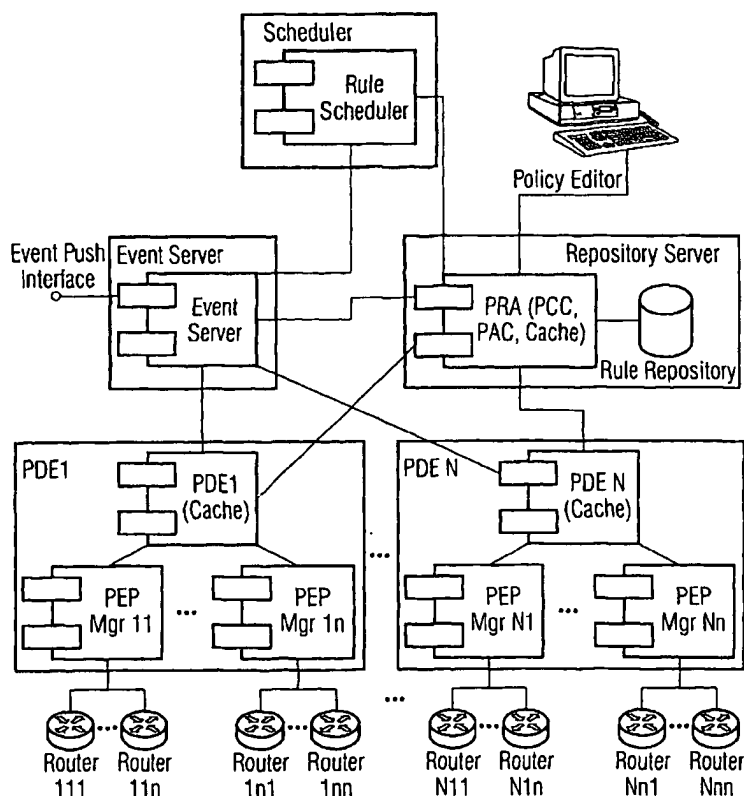 Scheduler
Rule
Scheduler
Policy Editor
Event Push
Interface
Event Server
Event
Server
Repository Server
PRA (PCC,
PAC, Cache)
Rule Repository
PDE1
PDE1
(Cache)
PEP
Mgr 11
...
PEP
Mgr 1n
...
PDE N
PDE N
(Cache)
PEP
Mgr N1
...
PEP
Mgr Nn
...
...
Router
111
...
Router
11n
Router
1n1
...
Router
1nn
Router
N11
...
Router
N1n
Router
Nn1
...
Router
Nnn